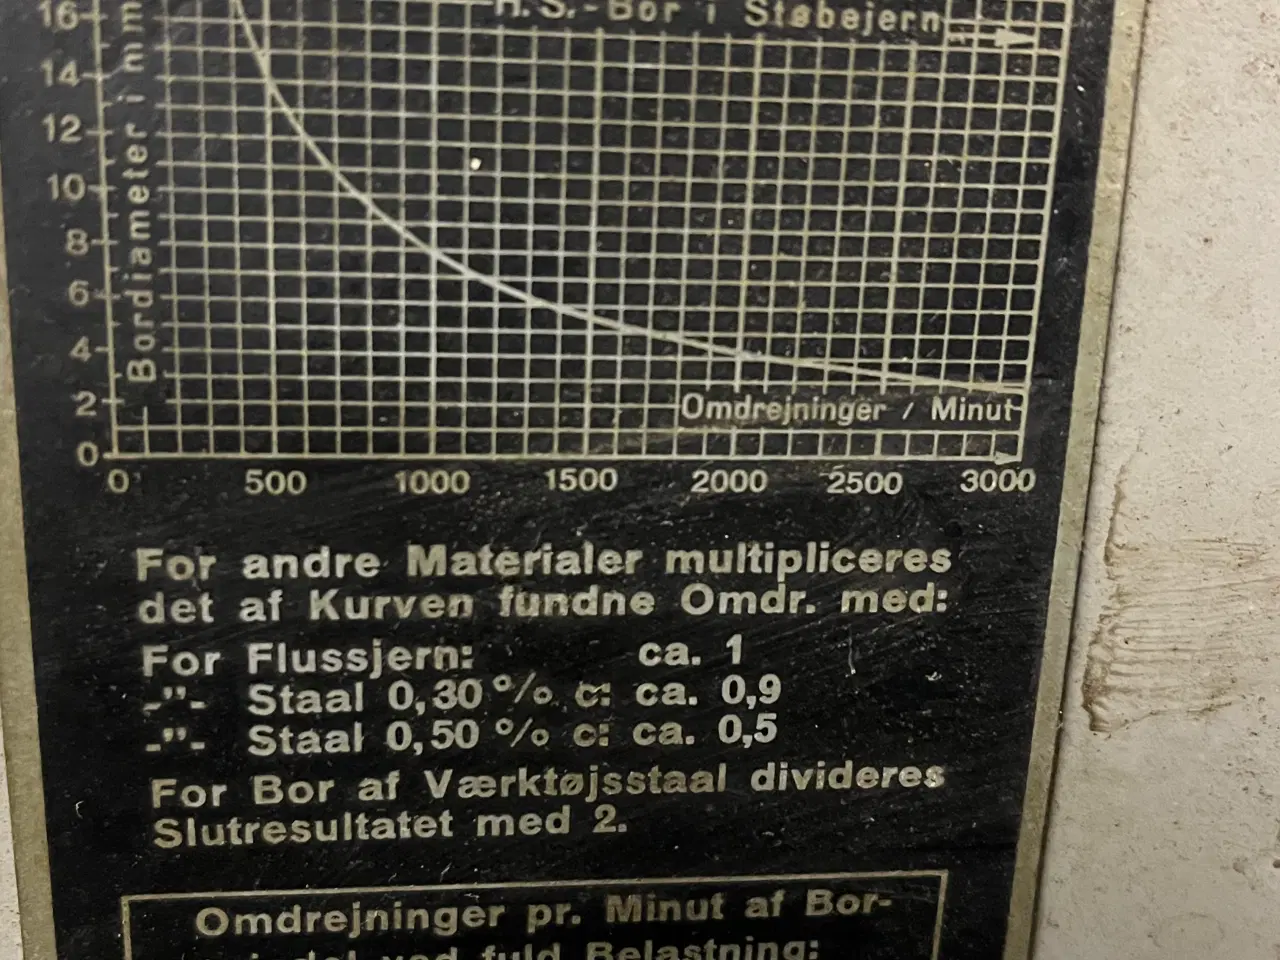 H.S.-Bor i Støbejern
Bordiameter i mm
16
14
12
10
8
6
4
2
0
Omdrejninger / Minut
0 500 1000 1500 2000 2500 3000
For andre Materialer multipliceres
det af Kurven fundne Omdr. med:
For Flussjern: ca. 1
-"- Staal 0,30 % c: ca. 0,9
-"- Staal 0,50 % c: ca. 0,5
For Bor af Værktøjsstaal divideres
Slutresultatet med 2.
Omdrejninger pr. Minut af Bor-
ved fuld Belastning: